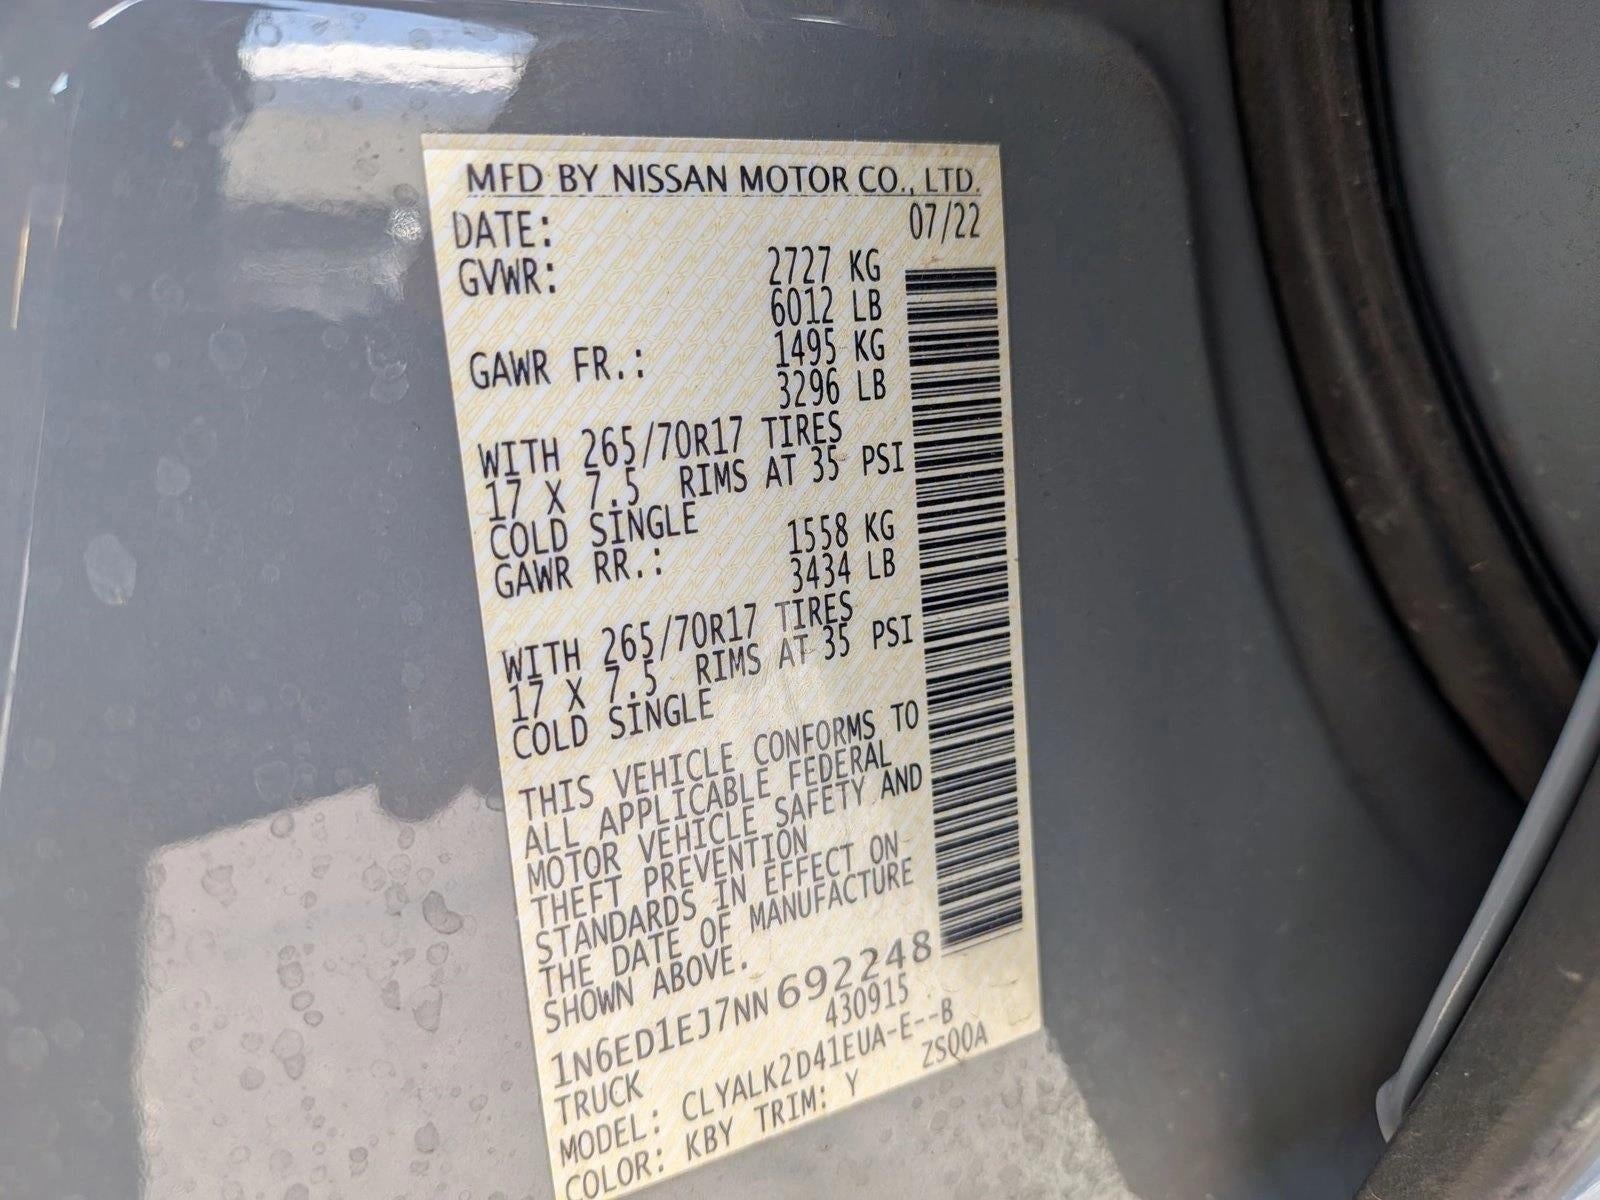 MFD BY NISSAN MOTOR CO., LTD.
DATE: 07/22
GVWR: 2727 KG
6012 LB
GAWR FR.: 1495 KG
3296 LB
WITH 265/70R17 TIRES
17 X 7.5 RIMS AT 35 PSI
COLD SINGLE
GAWR RR.: 1558 KG
3434 LB
WITH 265/70R17 TIRES
17 X 7.5 RIMS AT 35 PSI
COLD SINGLE
THIS VEHICLE CONFORMS TO
ALL APPLICABLE FEDERAL
MOTOR VEHICLE SAFETY AND
THEFT PREVENTION
STANDARDS IN EFFECT ON
THE DATE OF MANUFACTURE
SHOWN ABOVE.
1N6ED1EJ7NN692248
TRUCK 430915
MODEL: CLYALK2D41EUA-E--B
COLOR: KBY TRIM: Y ZS00A